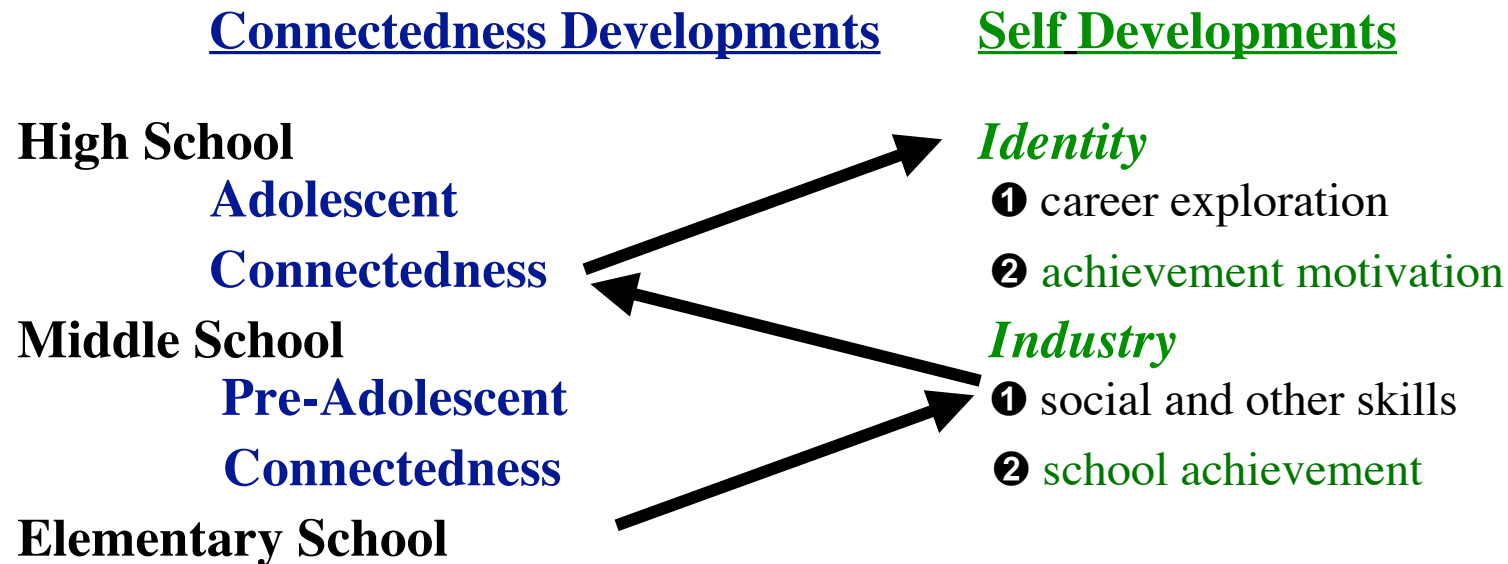 Connectedness Developments Self Developments
High School Identity
Adolescent ❶ career exploration
Connectedness ❷ achievement motivation
Middle School Industry
Pre-Adolescent ❶ social and other skills
Connectedness ❷ school achievement
Elementary School